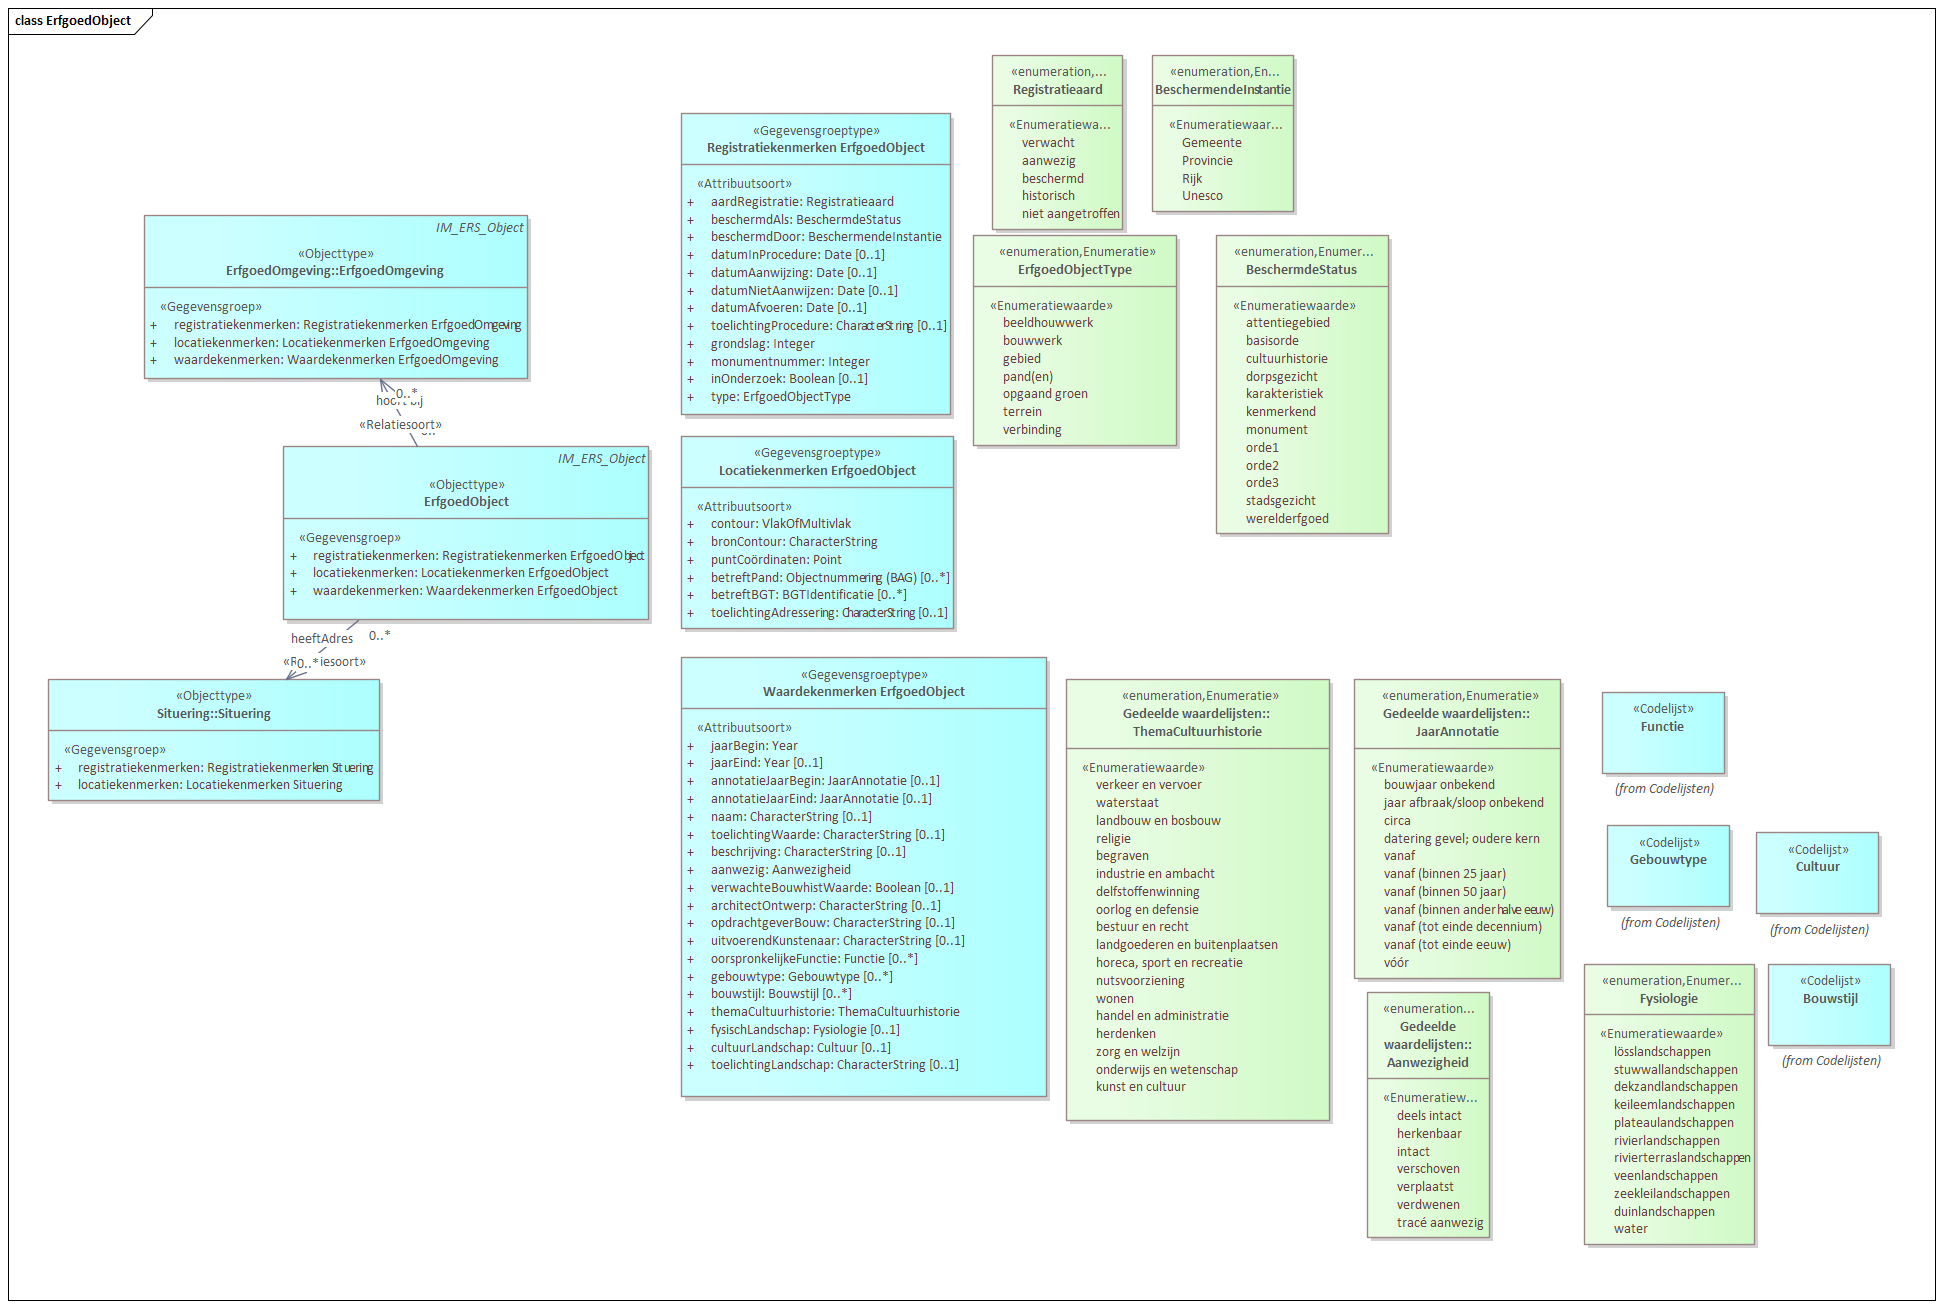 class ErfgoedObject
IM_ERS_Object
«Objecttype»
ErfgoedOmgeving::ErfgoedOmgeving
«Gegevensgroep»
+ registratiekenmerken: Registratiekenmerken ErfgoedOmgeving
+ locatiekenmerken: Locatiekenmerken ErfgoedOmgeving
+ waardekenmerken: Waardekenmerken ErfgoedOmgeving
0..*
«Relatiesoort»
IM_ERS_Object
«Objecttype»
ErfgoedObject
«Gegevensgroep»
+ registratiekenmerken: Registratiekenmerken ErfgoedObject
+ locatiekenmerken: Locatiekenmerken ErfgoedObject
+ waardekenmerken: Waardekenmerken ErfgoedObject
heeftAdres
0..*
0..*
«Objecttype»
Situering::Situering
«Gegevensgroep»
+ registratiekenmerken: Registratiekenmerken Situering
+ locatiekenmerken: Locatiekenmerken Situering
«Gegevensgroeptype»
Registratiekenmerken ErfgoedObject
«Attribuutsoort»
+ aardRegistratie: Registratieaard
+ beschermdAls: BeschermdeStatus
+ beschermdDoor: BeschermendeInstantie
+ datumInProcedure: Date [0..1]
+ datumAanwijzing: Date [0..1]
+ datumNietAanwijzen: Date [0..1]
+ datumAfvoeren: Date [0..1]
+ toelichtingProcedure: CharacterString [0..1]
+ grondslag: Integer
+ monumentnummer: Integer
+ inOnderzoek: Boolean [0..1]
+ type: ErfgoedObjectType
«Gegevensgroeptype»
Locatiekenmerken ErfgoedObject
«Attribuutsoort»
+ contour: VlakOfMultivlak
+ bronContour: CharacterString
+ puntCoördinaten: Point
+ betreftPand: Objectnummering (BAG) [0..*]
+ betreftBGT: BGTIdentificatie [0..*]
+ toelichtingAdressering: CharacterString [0..1]
«Gegevensgroeptype»
Waardekenmerken ErfgoedObject
«Attribuutsoort»
+ jaarBegin: Year
+ jaarEind: Year [0..1]
+ annotatieJaarBegin: JaarAnnotatie [0..1]
+ annotatieJaarEind: JaarAnnotatie [0..1]
+ naam: CharacterString [0..1]
+ toelichtingWaarde: CharacterString [0..1]
+ beschrijving: CharacterString [0..1]
+ aanwezig: Aanwezigheid
+ verwachteBouwhistWaarde: Boolean [0..1]
+ architectOntwerp: CharacterString [0..1]
+ opdrachtgeverBouw: CharacterString [0..1]
+ uitvoerendKunstenaar: CharacterString [0..1]
+ oorspronkelijkeFunctie: Functie [0..*]
+ gebouwtype: Gebouwtype [0..*]
+ bouwstijl: Bouwstijl [0..*]
+ themaCultuurhistorie: ThemaCultuurhistorie
+ fysischLandschap: Fysiologie [0..1]
+ cultuurLandschap: Cultuur [0..1]
+ toelichtingLandschap: CharacterString [0..1]
«enumeration,...
Registratieaard
«Enumeratiewa...
verwacht
aanwezig
beschermd
historisch
niet aangetroffen
«enumeration,En...
BeschermendeInstantie
«Enumeratiewaar...
Gemeente
Provincie
Rijk
Unesco
«enumeration,Enumeratie»
ErfgoedObjectType
«Enumeratiewaarde»
beeldhouwwerk
bouwwerk
gebied
pand(en)
opgaand groen
terrein
verbinding
«enumeration,Enumer...
BeschermdeStatus
«Enumeratiewaarde»
attentiegebied
basisorde
cultuurhistorie
dorpsgezicht
karakteristiek
kenmerkend
monument
orde1
orde2
orde3
stadsgezicht
werelderfgoed
«enumeration,Enumeratie»
Gedeelde waardelijsten::
ThemaCultuurhistorie
«Enumeratiewaarde»
verkeer en vervoer
waterstaat
landbouw en bosbouw
religie
begraven
industrie en ambacht
delfstoffenwinning
oorlog en defensie
bestuur en recht
landgoederen en buitenplaatsen
horeca, sport en recreatie
nutsvoorziening
wonen
handel en administratie
herdenken
zorg en welzijn
onderwijs en wetenschap
kunst en cultuur
«enumeration,Enumeratie»
Gedeelde waardelijsten::
JaarAnnotatie
«Enumeratiewaarde»
bouwjaar onbekend
jaar afbraak/sloop onbekend
circa
datering gevel; oudere kern
vanaf
vanaf (binnen 25 jaar)
vanaf (binnen 50 jaar)
vanaf (binnen anderhalve eeuw)
vanaf (tot einde decennium)
vanaf (tot einde eeuw)
vóór
«enumeration...
Gedeelde
waardelijsten::
Aanwezigheid
«Enumeratiew...
deels intact
herkenbaar
intact
verschoven
verplaatst
verdwenen
tracé aanwezig
«Codelijst»
Functie
(from Codelijsten)
«Codelijst»
Gebouwtype
(from Codelijsten)
«Codelijst»
Cultuur
(from Codelijsten)
«enumeration,Enumer...
Fysiologie
«Enumeratiewaarde»
lösslandschappen
stuwwallandschappen
dekzandlandschappen
keileemlandschappen
plateaulandschappen
rivierlandschappen
rivierterraslandschappen
veenlandschappen
zeekleilandschappen
duinlandschappen
water
«Codelijst»
Bouwstijl
(from Codelijsten)